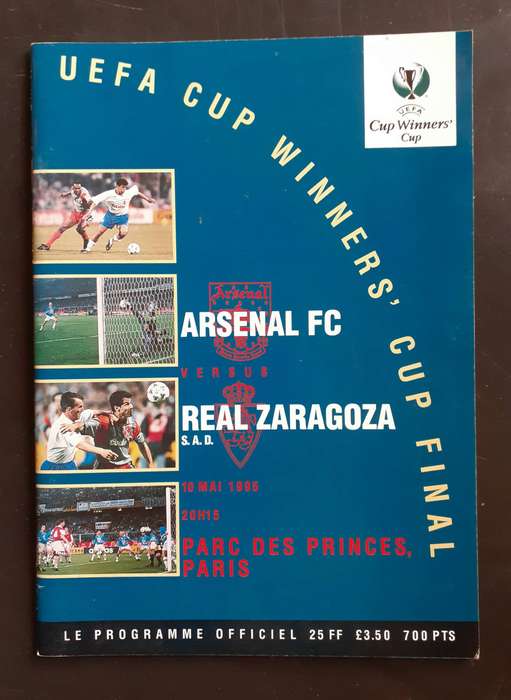 UEFA CUP WINNERS' CUP FINAL
UEFA
Cup Winners'
Cup
Arsenal
ARSENAL FC
VERSUS
REAL ZARAGOZA
S.A.D.
10 MAI 1995
20H15
PARC DES PRINCES,
PARIS
LE PROGRAMME OFFICIEL 25FF £3.50 700 PTS